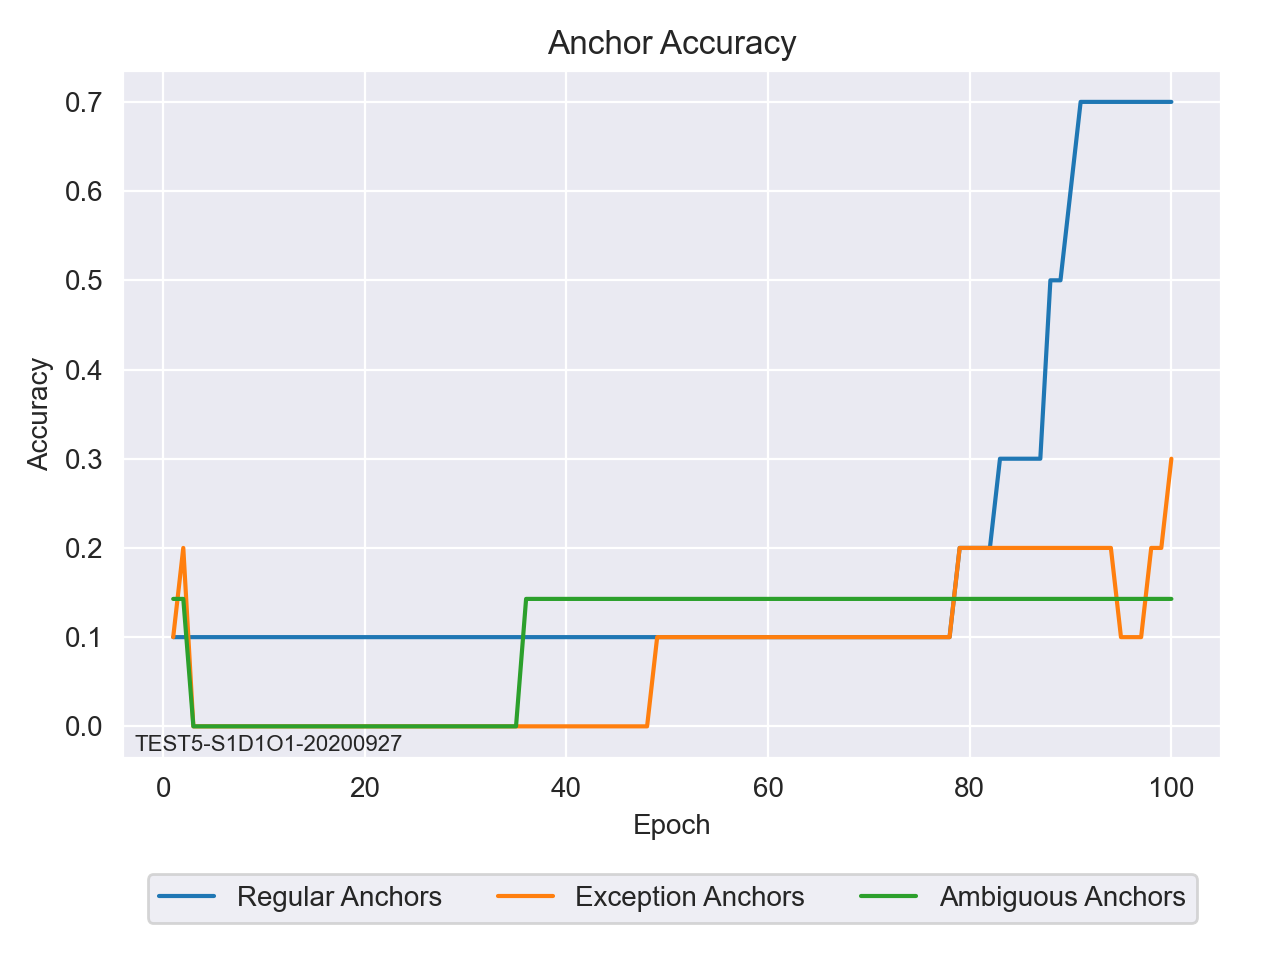 Anchor Accuracy
0.7
0.6
0.5
0.4
0.3
0.2
0.1
0.0
Accuracy
TEST5-S1D1O1-20200927
0 20 40 60 80 100
Epoch
Regular Anchors Exception Anchors Ambiguous Anchors